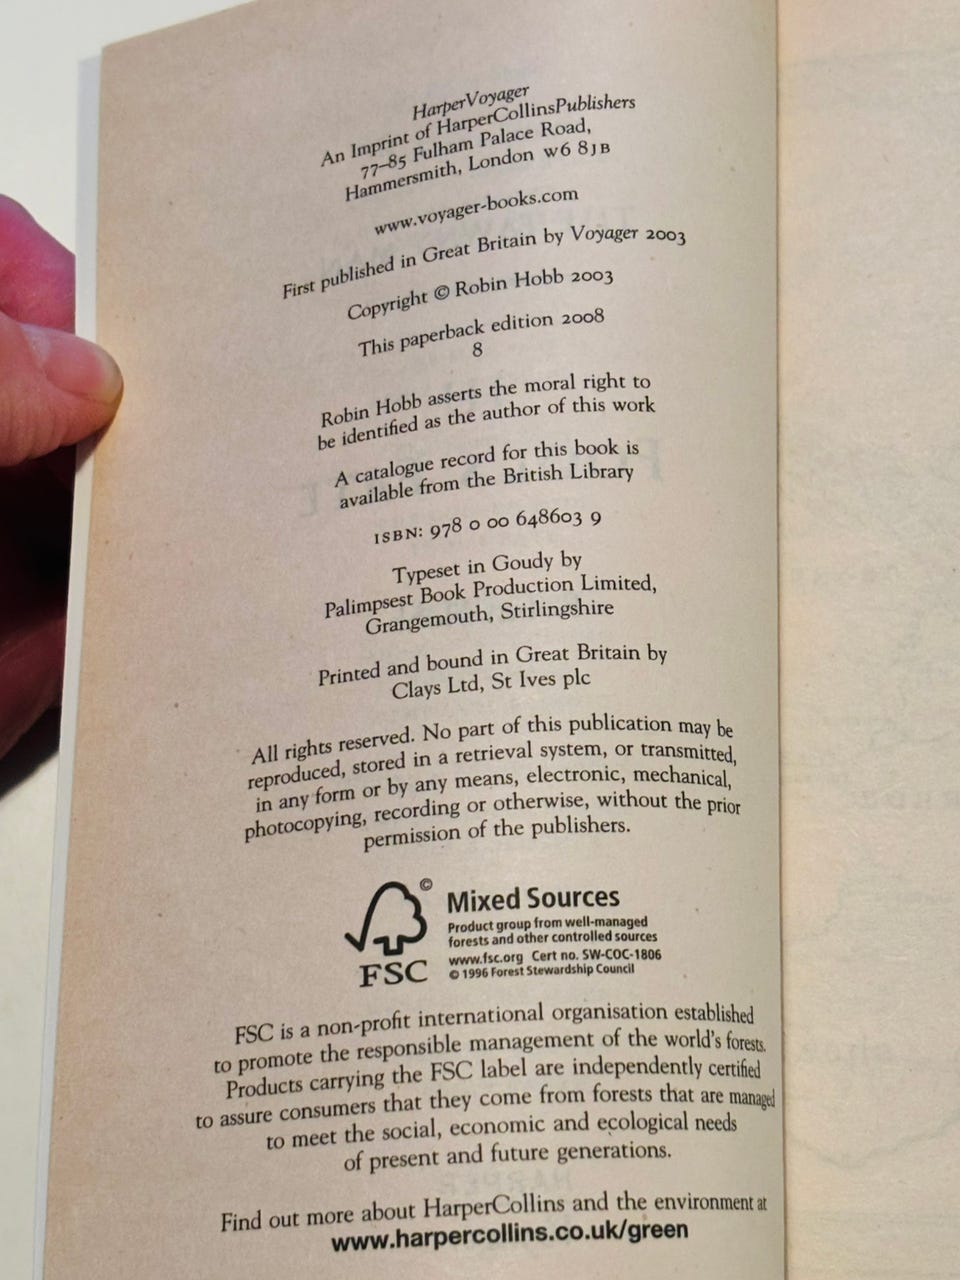 HarperVoyager
An Imprint of HarperCollinsPublishers
77–85 Fulham Palace Road,
Hammersmith, London W6 8JB
www.voyager-books.com
First published in Great Britain by Voyager 2003
Copyright © Robin Hobb 2003
This paperback edition 2008
8
Robin Hobb asserts the moral right to
be identified as the author of this work
A catalogue record for this book is
available from the British Library
ISBN: 978 0 00 648603 9
Typeset in Goudy by
Palimpsest Book Production Limited,
Grangemouth, Stirlingshire
Printed and bound in Great Britain by
Clays Ltd, St Ives plc
All rights reserved. No part of this publication may be
reproduced, stored in a retrieval system, or transmitted,
in any form or by any means, electronic, mechanical,
photocopying, recording or otherwise, without the prior
permission of the publishers.
©
FSC
Mixed Sources
Product group from well-managed
forests and other controlled sources
www.fsc.org Cert no. SW-COC-1806
© 1996 Forest Stewardship Council
FSC is a non-profit international organisation established
to promote the responsible management of the world's forests.
Products carrying the FSC label are independently certified
to assure consumers that they come from forests that are managed
to meet the social, economic and ecological needs
of present and future generations.
Find out more about HarperCollins and the environment at
www.harpercollins.co.uk/green